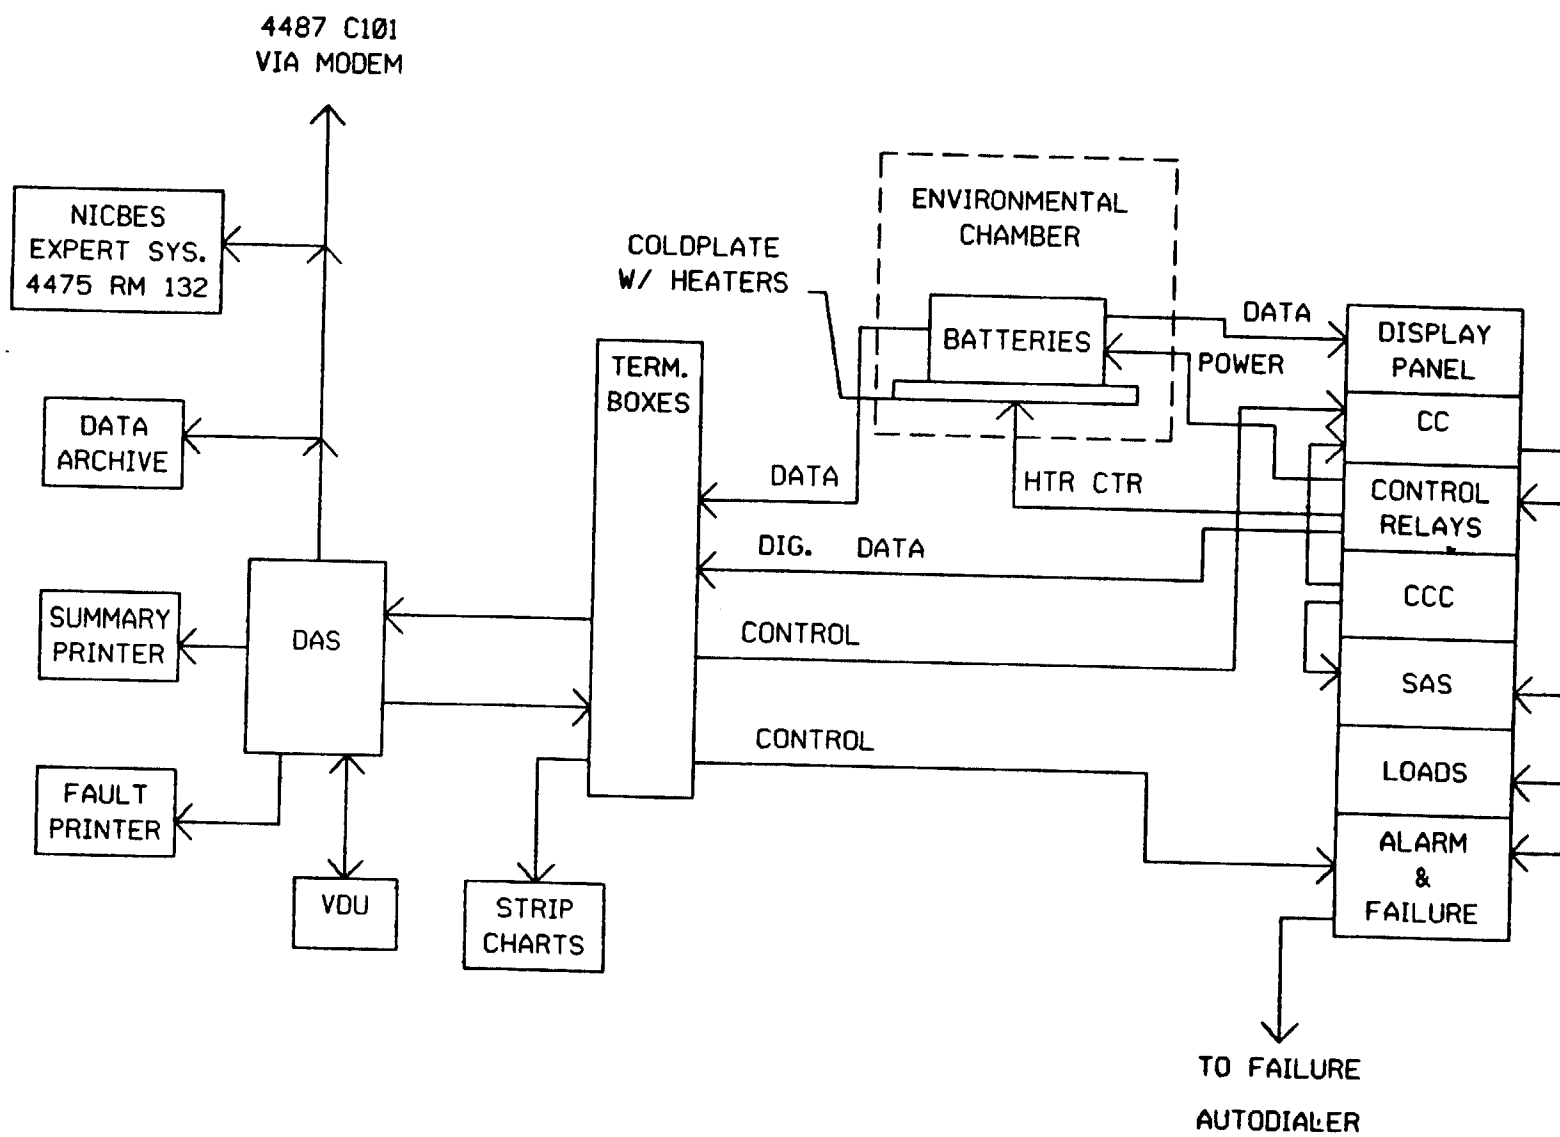 4487 C101
VIA MODEM
NICBES
EXPERT SYS.
4475 RM 132
DATA
ARCHIVE
SUMMARY
PRINTER
FAULT
PRINTER
DAS
VDU
STRIP
CHARTS
TERM.
BOXES
COLDPLATE
W/ HEATERS
ENVIRONMENTAL
CHAMBER
BATTERIES
DATA
POWER
HTR CTR
DATA
DIG. DATA
CONTROL
CONTROL
DISPLAY
PANEL
CC
CONTROL
RELAYS
CCC
SAS
LOADS
ALARM
&
FAILURE
TO FAILURE
AUTODIALER